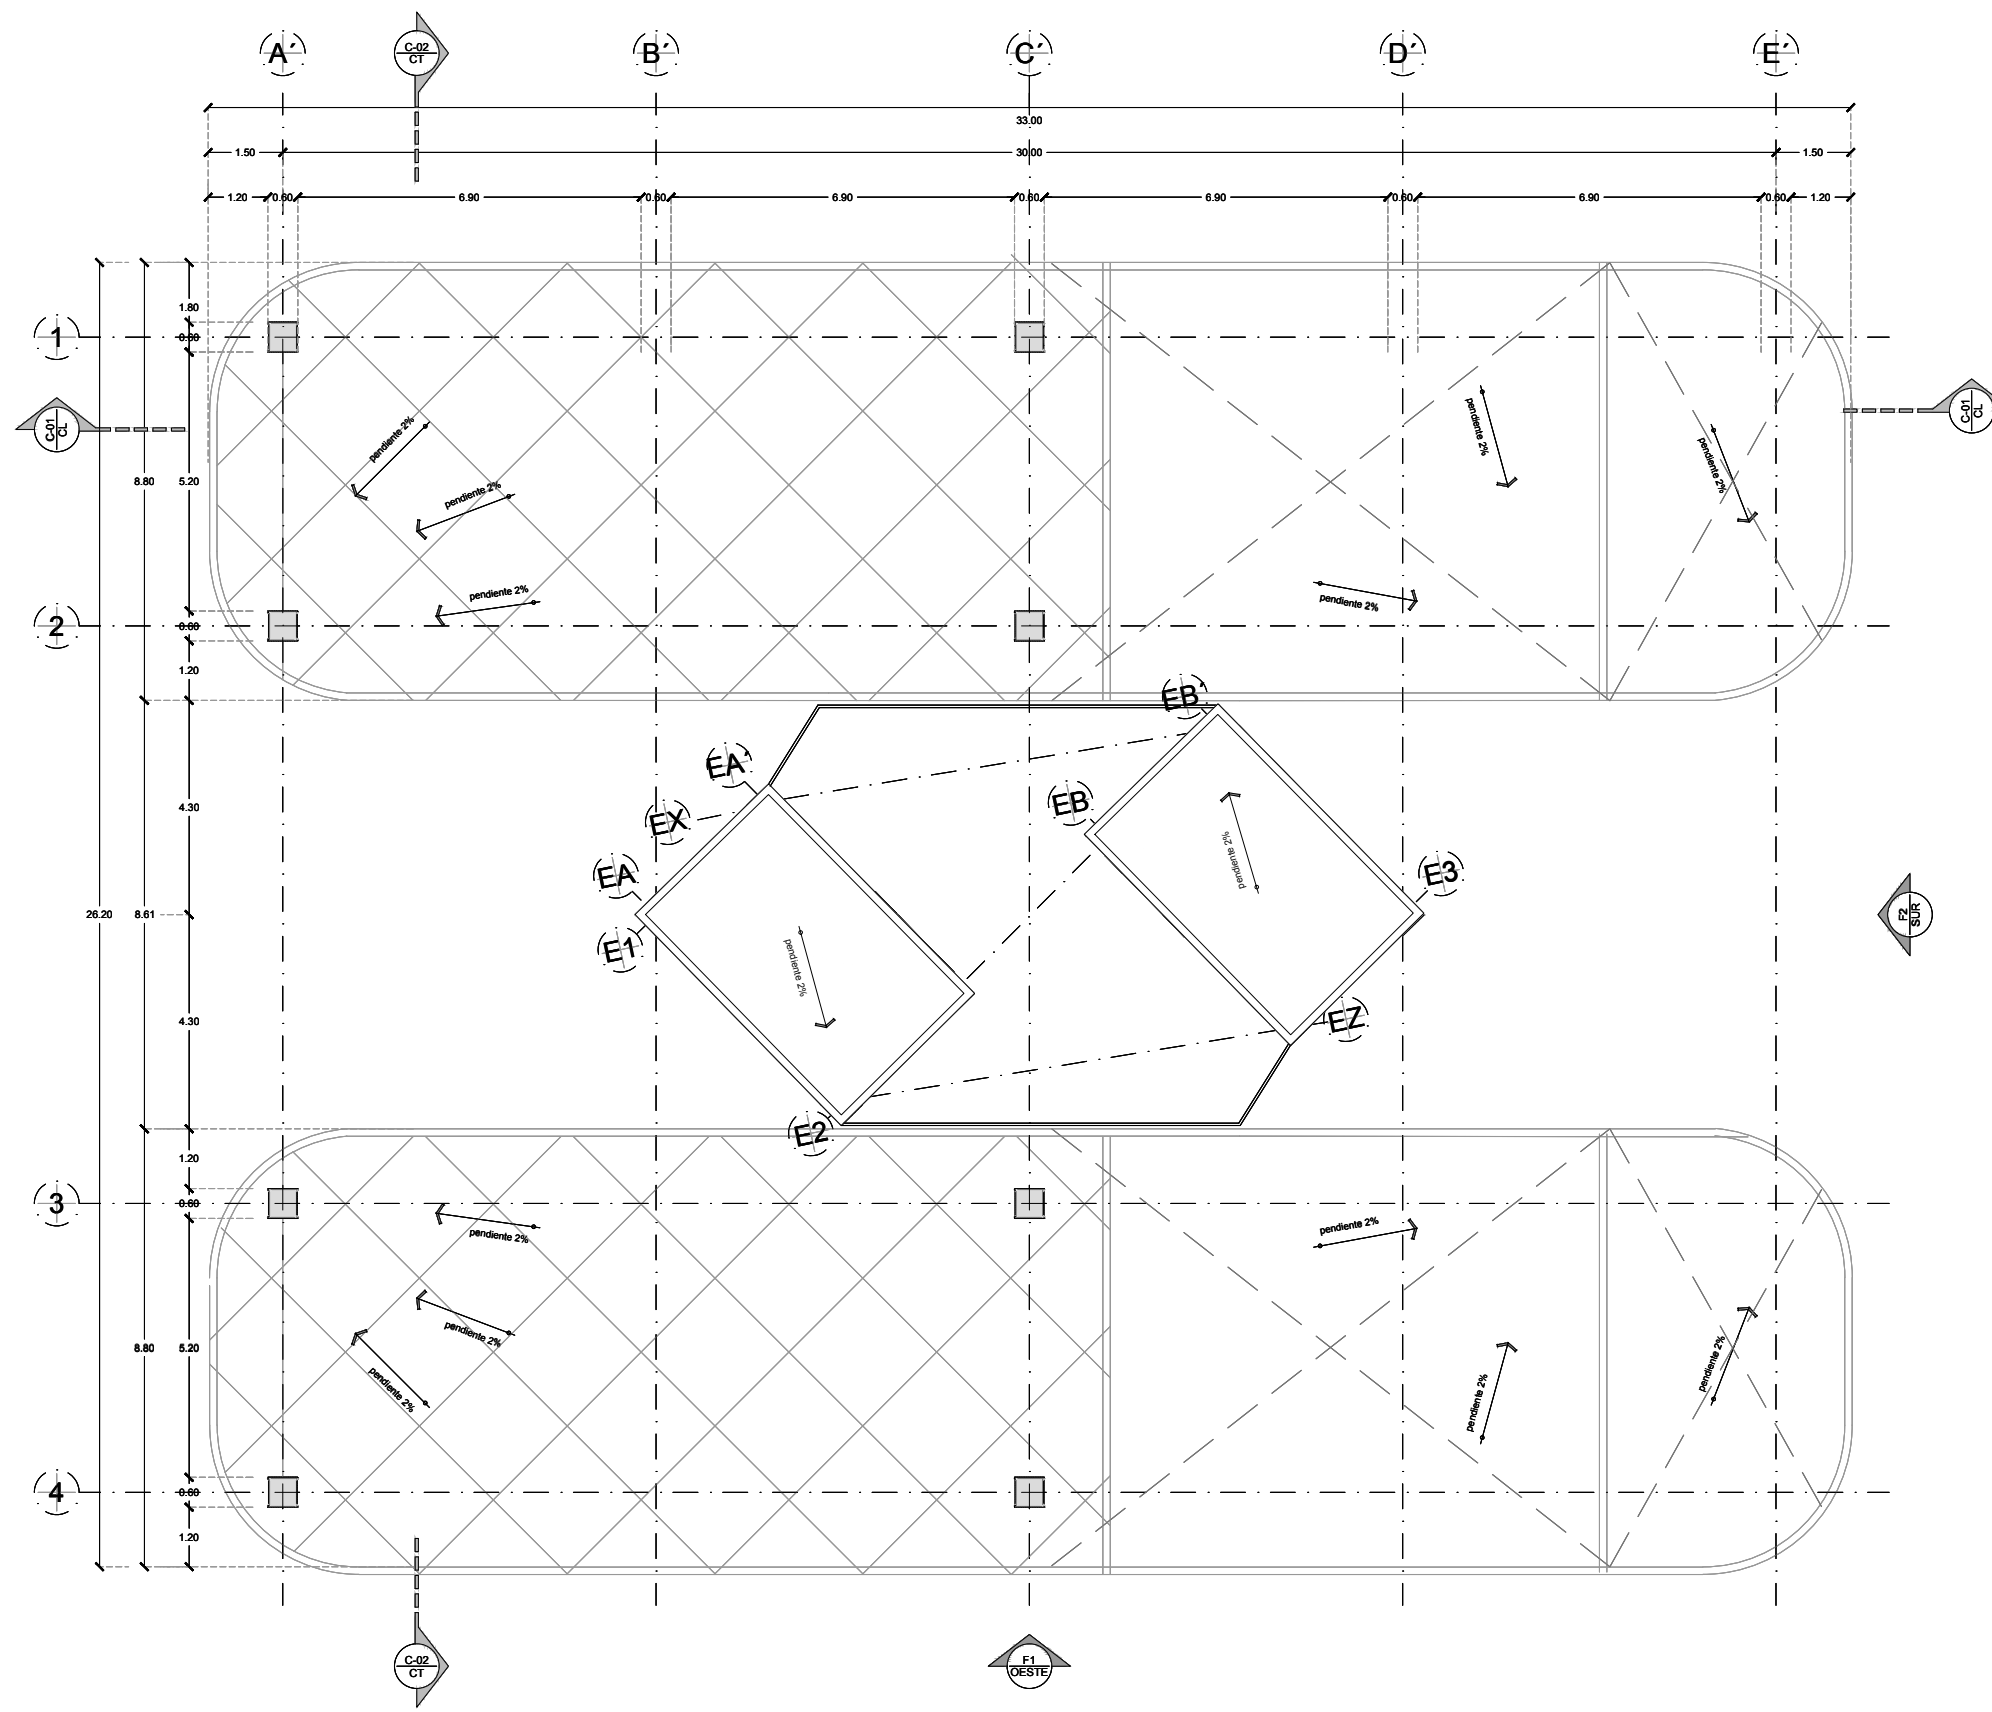 A´
C-02
CT
B´
C´
D´
E´
33.00
1.50
30.00
1.50
1.20
0.60
6.90
0.60
6.90
0.60
6.90
0.60
6.90
0.60
1.20
1.80
1
0.60
C-01
CL
C-01
CL
pendiente 2%
pendiente 2%
pendiente 2%
pendiente 2%
8.80
5.20
pendiente 2%
pendiente 2%
pendiente 2%
2
0.60
1.20
EB´
EA´
EX
4.30
EB
pendiente 2%
EA
E3
26.20
8.61
F2
SUR
E1
pendiente 2%
4.30
EZ
E2
1.20
3
0.60
pendiente 2%
pendiente 2%
pendiente 2%
8.80
5.20
pendiente 2%
pendiente 2%
pendiente 2%
pendiente 2%
4
0.60
1.20
C-02
CT
F1
OESTE